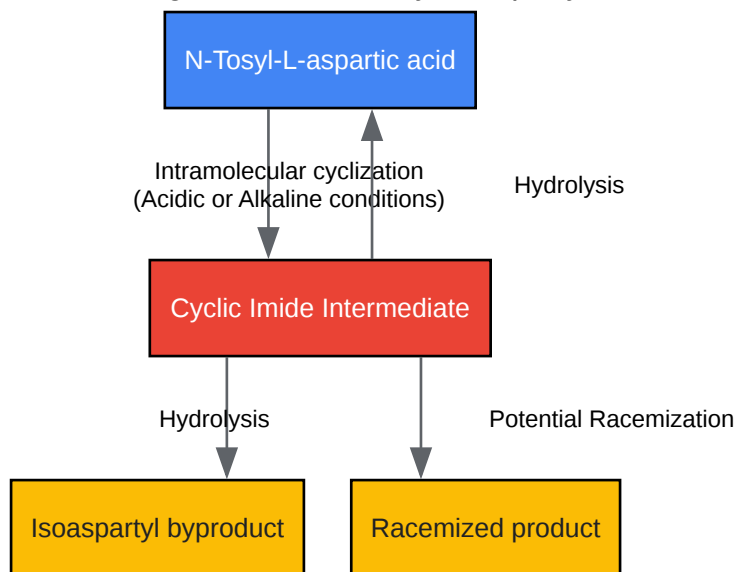 N-Tosyl-L-aspartic acid
Intramolecular cyclization
(Acidic or Alkaline conditions)
Hydrolysis
Cyclic Imide Intermediate
Hydrolysis
Potential Racemization
Isoaspartyl byproduct
Racemized product